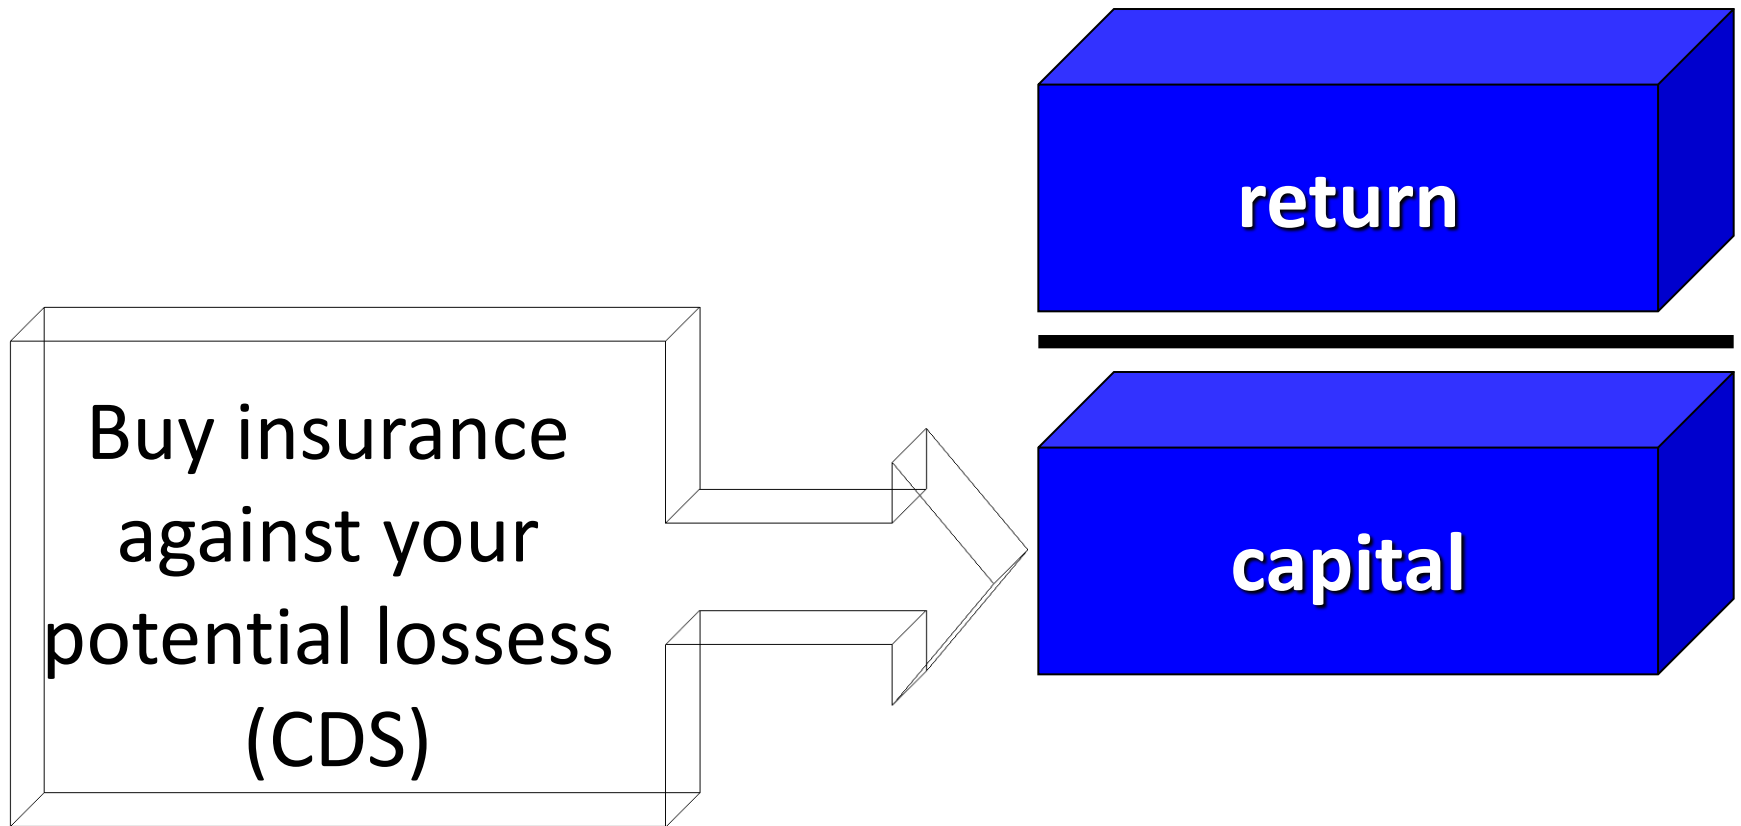 return
Buy insurance
against your
potential lossess
(CDS)
capital